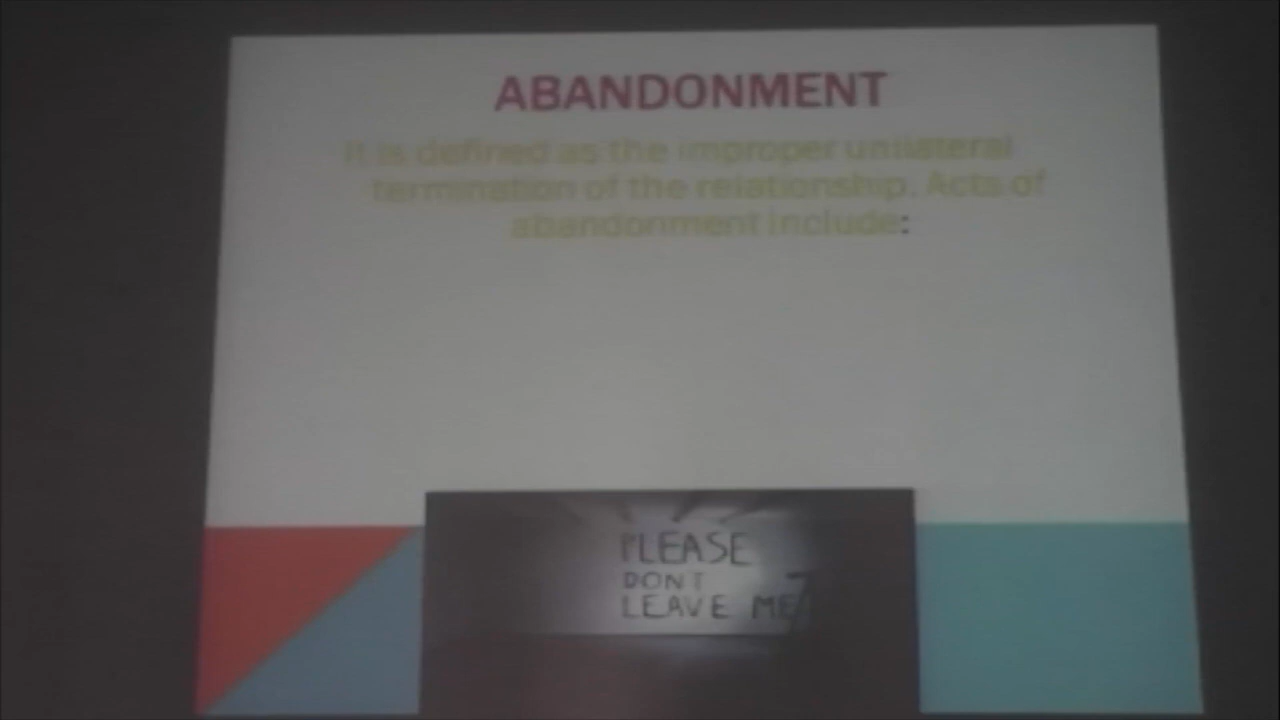 ABANDONMENT
It is defined as the improper unilateral
termination of the relationship. Acts of
abandonment include:
PLEASE
DONT
LEAVE ME